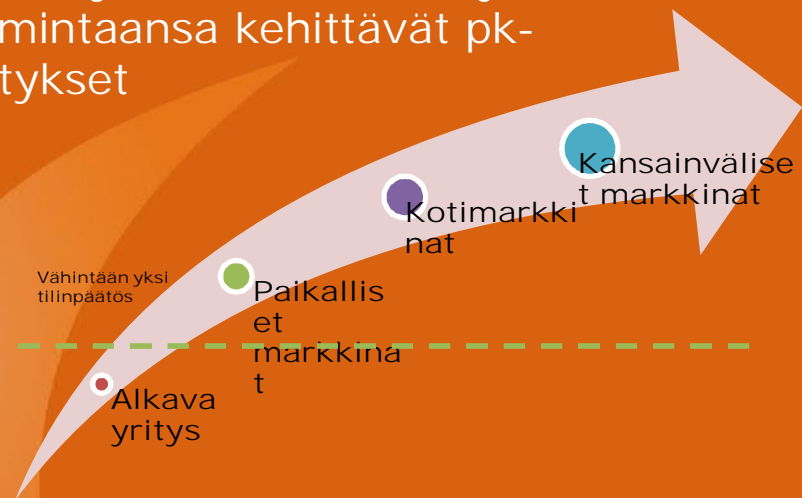 mintaansa kehittävät pk-
tykset
Kansainvälise
t markkinat
Kotimarkki
nat
Vähintään yksi
tilinpäätös
Paikallis
et
markkina
t
Alkava
yritys